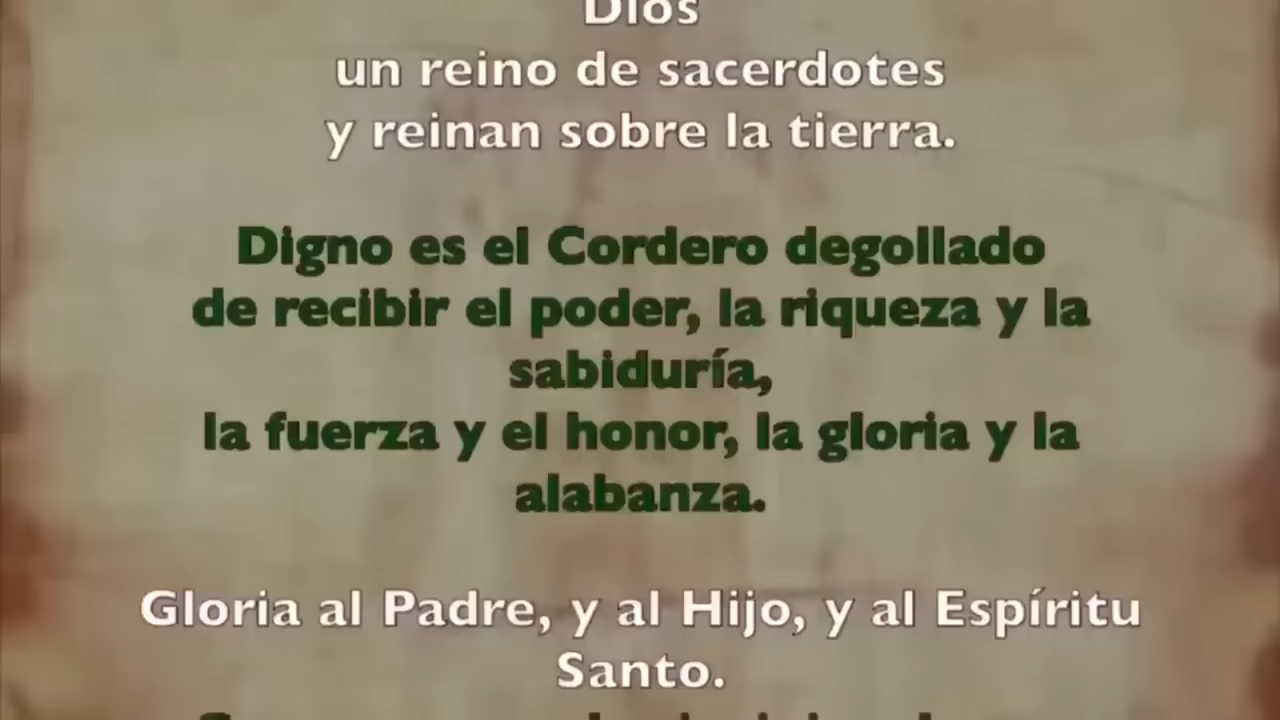 Dios
un reino de sacerdotes
y reinan sobre la tierra.
Digno es el Cordero degollado
de recibir el poder, la riqueza y la
sabiduría,
la fuerza y el honor, la gloria y la
alabanza.
Gloria al Padre, y al Hijo, y al Espíritu
Santo.